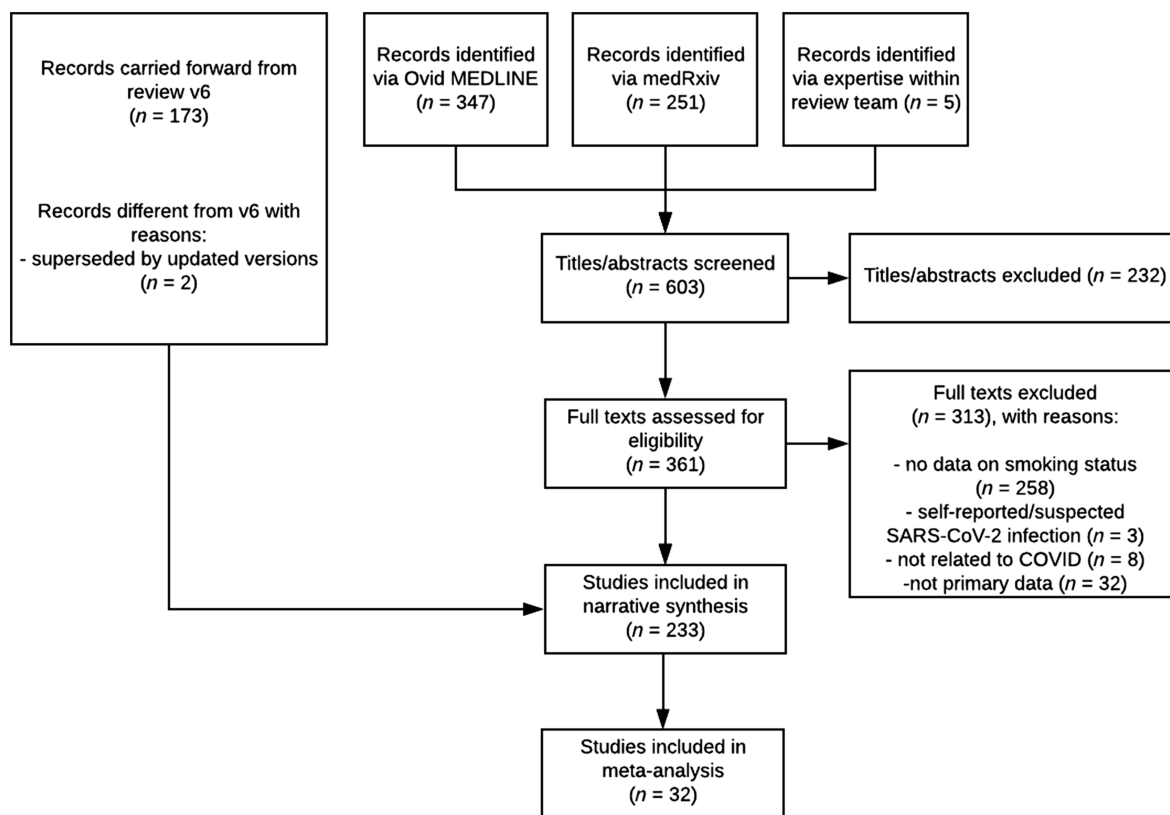 Records carried forward from
review v6
(n = 173)
Records different from v6 with
reasons:
- superseded by updated versions
(n = 2)
Records identified
via Ovid MEDLINE
(n = 347)
Records identified
via medRxiv
(n = 251)
Records identified
via expertise within
review team (n = 5)
Titles/abstracts screened
(n = 603)
Titles/abstracts excluded (n = 232)
Full texts assessed for
eligibility
(n = 361)
Full texts excluded
(n = 313), with reasons:
- no data on smoking status
(n = 258)
- self-reported/suspected
SARS-CoV-2 infection (n = 3)
- not related to COVID (n = 8)
-not primary data (n = 32)
Studies included in
narrative synthesis
(n = 233)
Studies included in
meta-analysis
(n = 32)